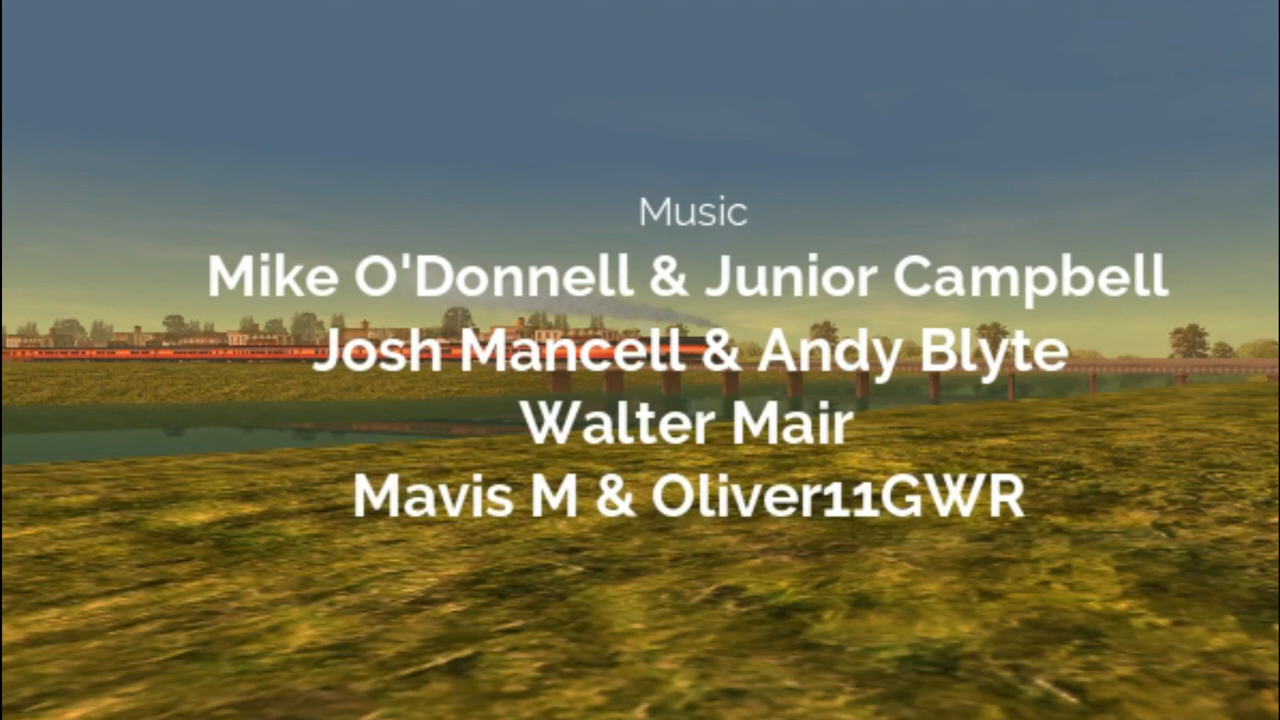 Music
Mike O'Donnell & Junior Campbell
Josh Mancell & Andy Blyte
Walter Mair
Mavis M & Oliver11GWR